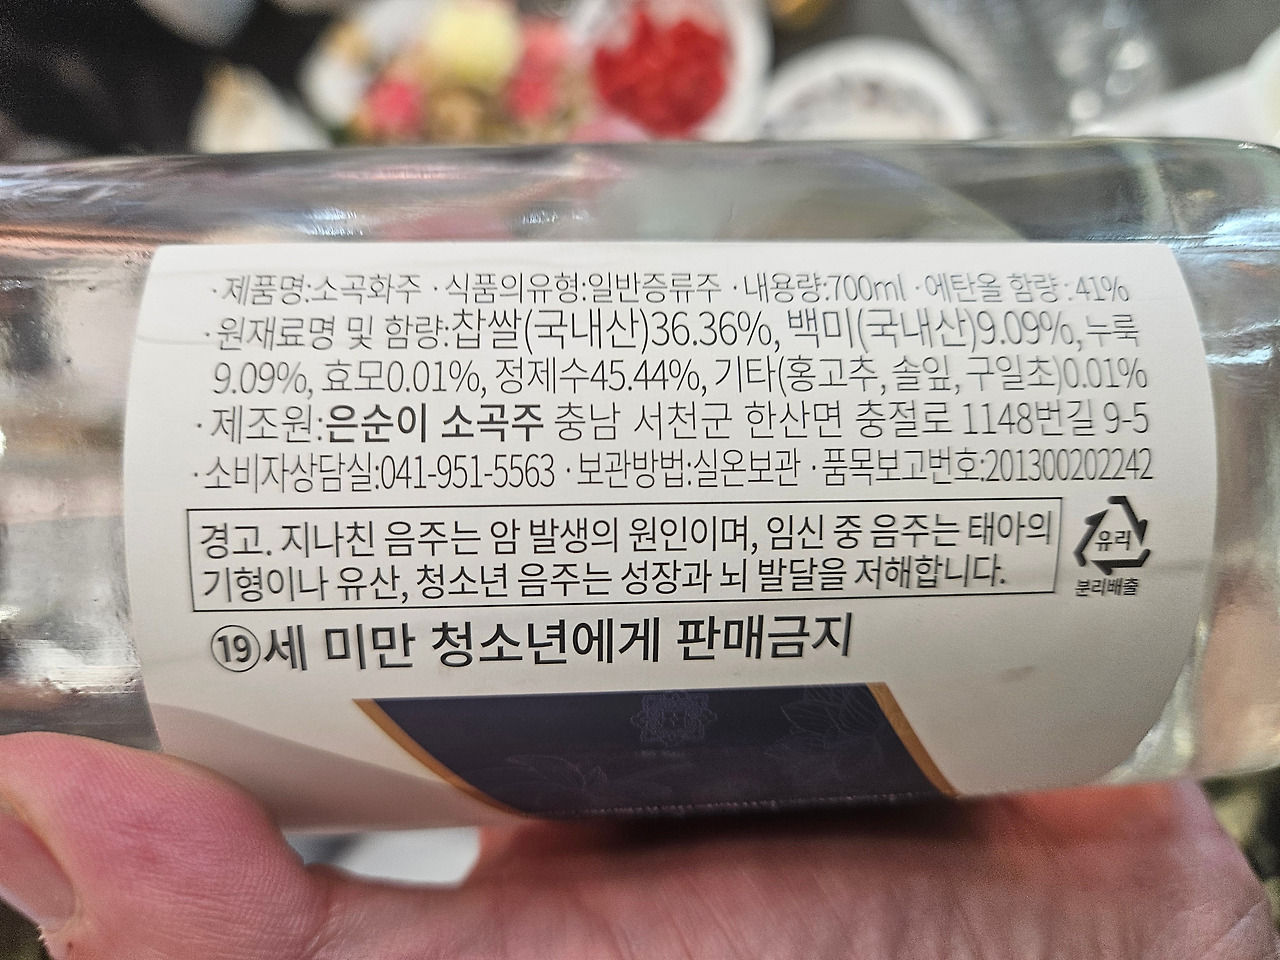 ·제품명:소곡화주 ·식품의유형:일반증류주 ·내용량:700ml ·에탄올 함량:41%
·원재료명 및 함량:찹쌀(국내산)36.36%, 백미(국내산)9.09%,누룩
9.09%, 효모0.01%, 정제수45.44%, 기타(홍고추, 솔잎, 구일초)0.01%
·제조원:은순이 소곡주 충남 서천군 한산면 충절로 1148번길 9-5
·소비자상담실:041-951-5563 ·보관방법:실온보관 ·품목보고번호:201300202242
경고. 지나친 음주는 암 발생의 원인이며, 임신 중 음주는 태아의
기형이나 유산, 청소년 음주는 성장과 뇌 발달을 저해합니다.
유리
분리배출
⑲세 미만 청소년에게 판매금지